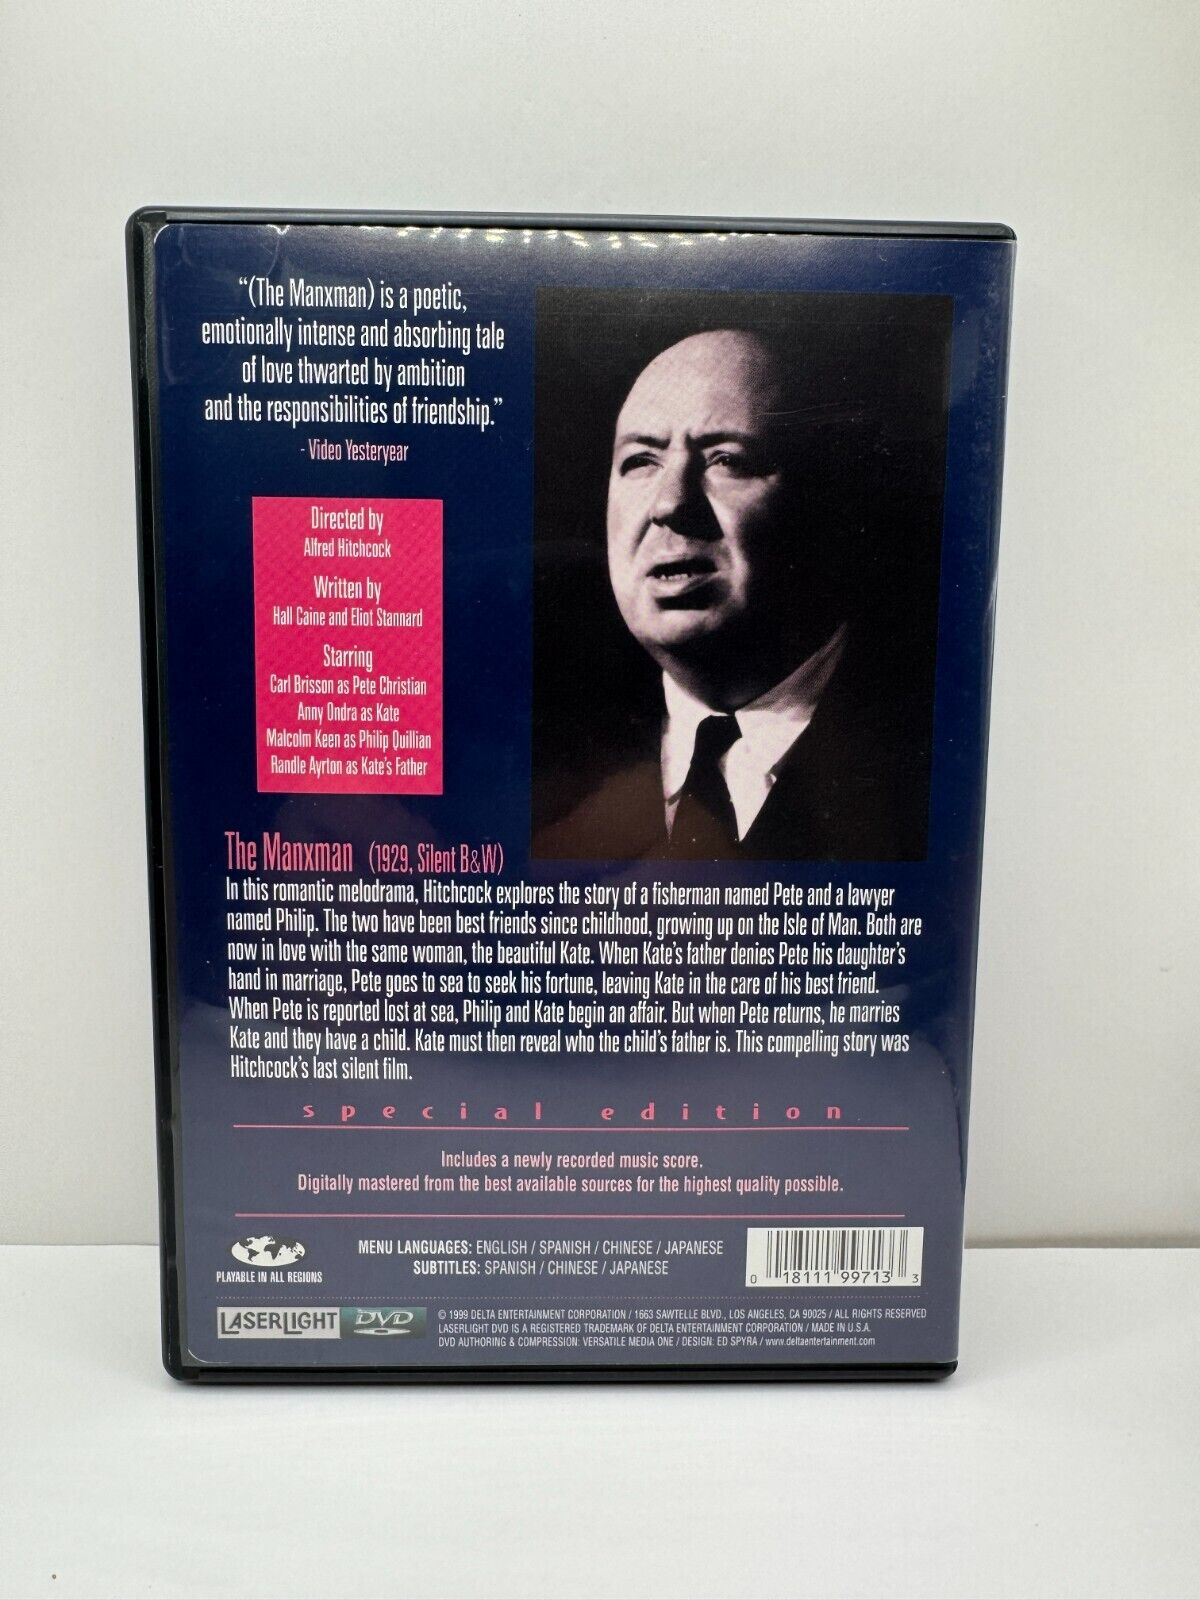 “(The Manxman) is a poetic,
emotionally intense and absorbing tale
of love thwarted by ambition
and the responsibilities of friendship.”
- Video Yesteryear
Directed by
Alfred Hitchcock
Written by
Hall Caine and Eliot Stannard
Starring
Carl Brisson as Pete Christian
Anny Ondra as Kate
Malcolm Keen as Philip Quillian
Randle Ayrton as Kate's Father
The Manxman (1929, Silent B&W)
In this romantic melodrama, Hitchcock explores the story of a fisherman named Pete and a lawyer
named Philip. The two have been best friends since childhood, growing up on the Isle of Man. Both are
now in love with the same woman, the beautiful Kate. When Kate's father denies Pete his daughter's
hand in marriage, Pete goes to sea to seek his fortune, leaving Kate in the care of his best friend.
When Pete is reported lost at sea, Philip and Kate begin an affair. But when Pete returns, he marries
Kate and they have a child. Kate must then reveal who the child's father is. This compelling story was
Hitchcock's last silent film.
special edition
Includes a newly recorded music score.
Digitally mastered from the best available sources for the highest quality possible.
PLAYABLE IN ALL REGIONS
MENU LANGUAGES: ENGLISH / SPANISH / CHINESE / JAPANESE
SUBTITLES: SPANISH / CHINESE / JAPANESE
0 18111 99713 3
LASERLIGHT DVD
© 1999 DELTA ENTERTAINMENT CORPORATION / 1663 SAWTELLE BLVD., LOS ANGELES, CA 90025 / ALL RIGHTS RESERVED
LASERLIGHT DVD IS A REGISTERED TRADEMARK OF DELTA ENTERTAINMENT CORPORATION / MADE IN U.S.A.
DVD AUTHORING & COMPRESSION: VERSATILE MEDIA ONE / DESIGN: ED SPYRA / www.deltaentertainment.com